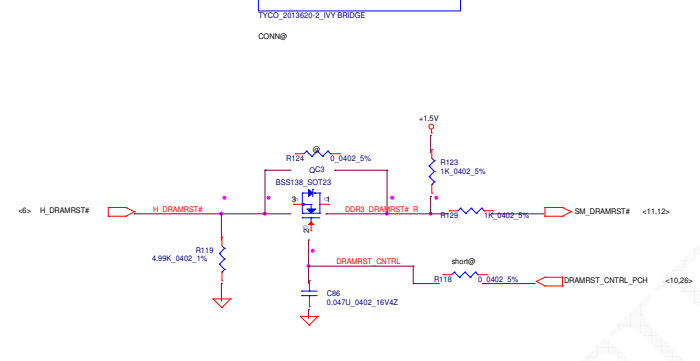 TYCO_2013620-2_IVY BRIDGE
CONN@
+1.5V
@
R124
0_0402_5%
QC3
BSS138_SOT23
R123
1K_0402_5%
3
1
<6>
H_DRAMRST#
H_DRAMRST#
DDR3_DRAMRST#_R
R129
1K_0402_5%
SM_DRAMRST#
<11,12>
2
R119
4.99K_0402_1%
DRAMRST_CNTRL
short@
R118
0_0402_5%
DRAMRST_CNTRL_PCH
<10,26>
C86
0.047U_0402_16V4Z